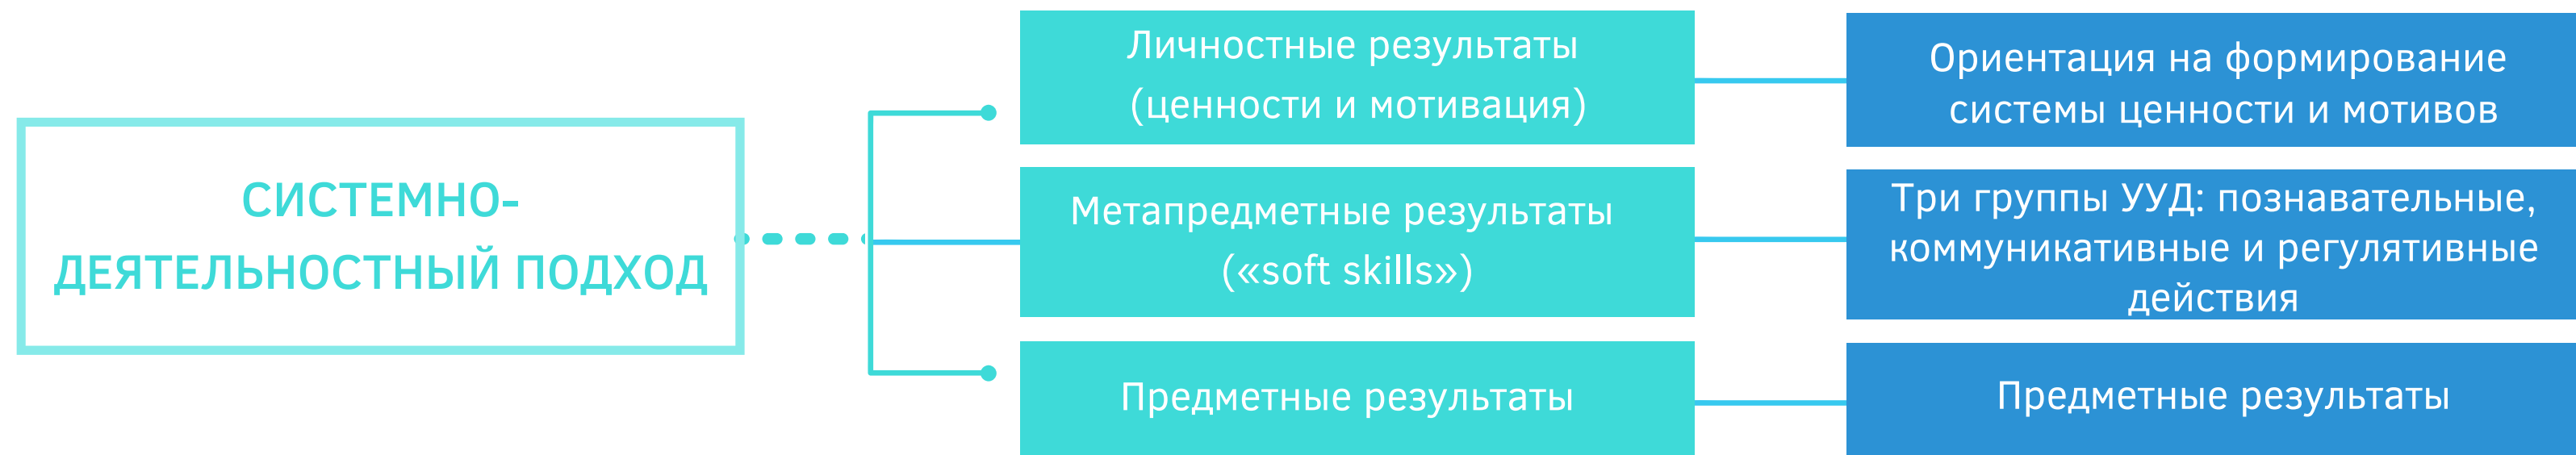 СИСТЕМНО-
ДЕЯТЕЛЬНОСТНЫЙ ПОДХОД
Личностные результаты
(ценности и мотивация)
Ориентация на формирование
системы ценности и мотивов
Метапредметные результаты
(«soft skills»)
Три группы УУД: познавательные,
коммуникативные и регулятивные
действия
Предметные результаты
Предметные результаты